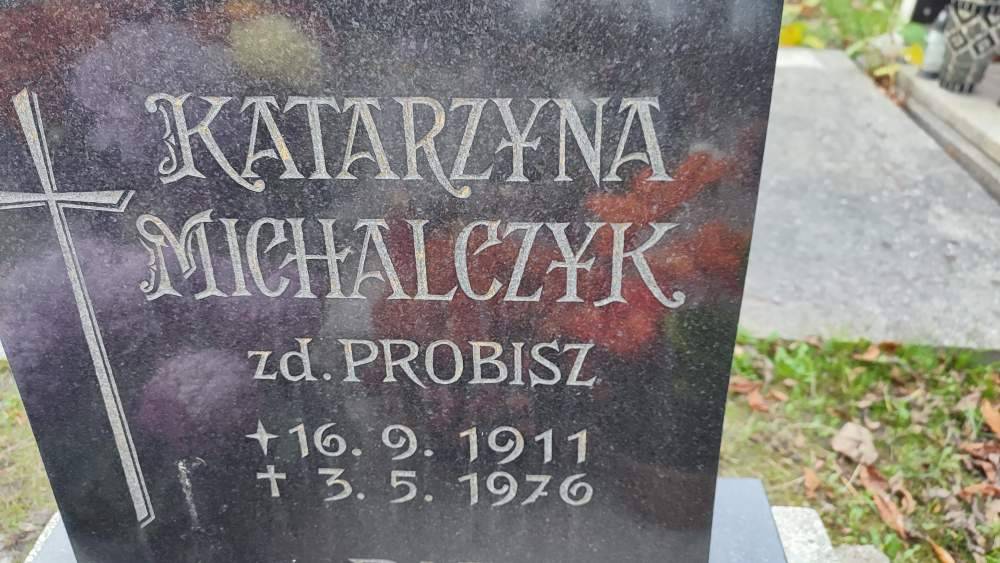 KATARZYNA
MICHALCZYK
zd. PROBISZ
✦ 16. 9. 1911
✝ 3. 5. 1976